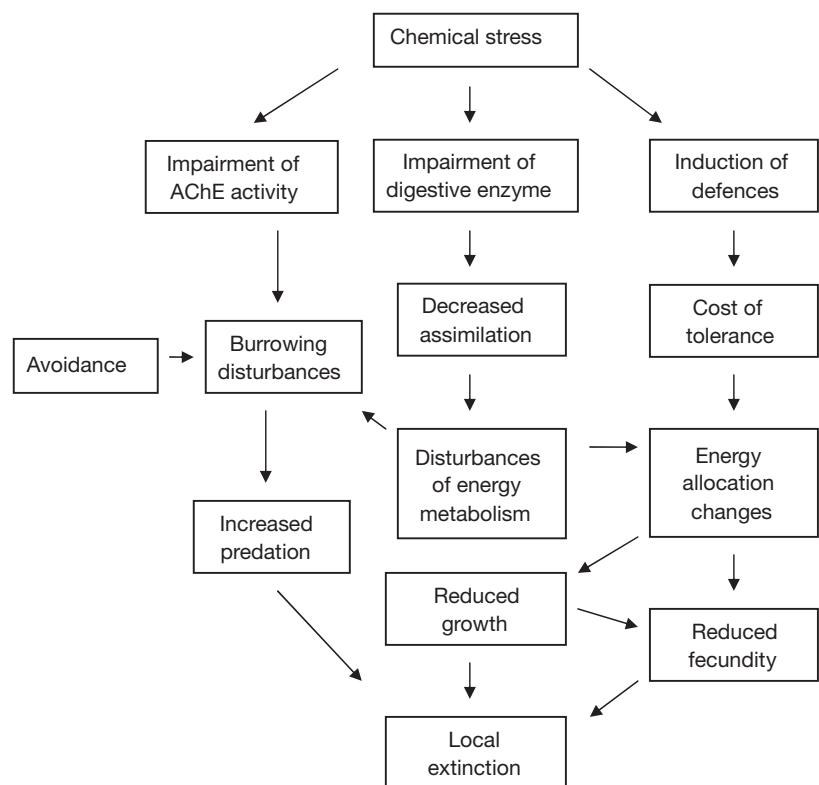 Chemical stress
Impairment of
AChE activity
Impairment of
digestive enzyme
Induction of
defences
Decreased
assimilation
Cost of
tolerance
Avoidance
Burrowing
disturbances
Disturbances
of energy
metabolism
Energy
allocation
changes
Increased
predation
Reduced
growth
Reduced
fecundity
Local
extinction